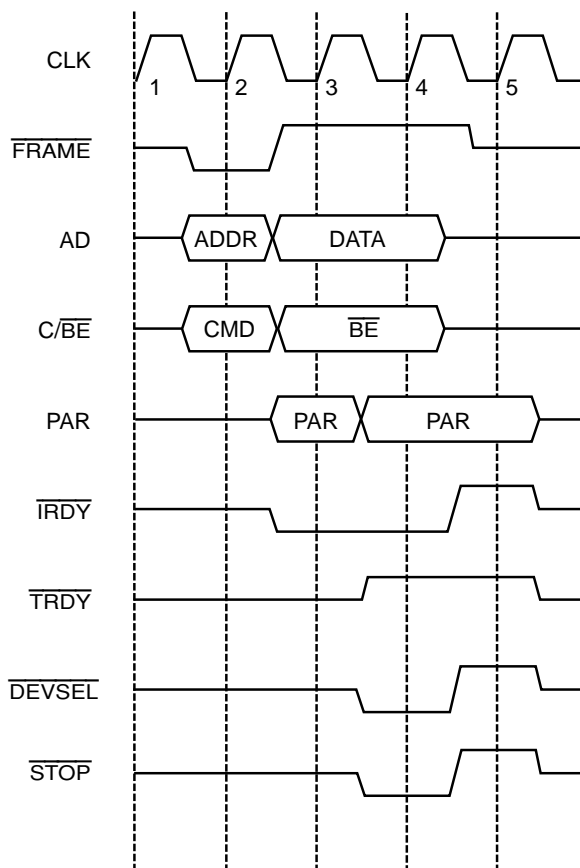 CLK
1 2 3 4 5
FRAME
AD ADDR DATA
C/BE CMD BE
PAR PAR PAR
IRDY
TRDY
DEVSEL
STOP